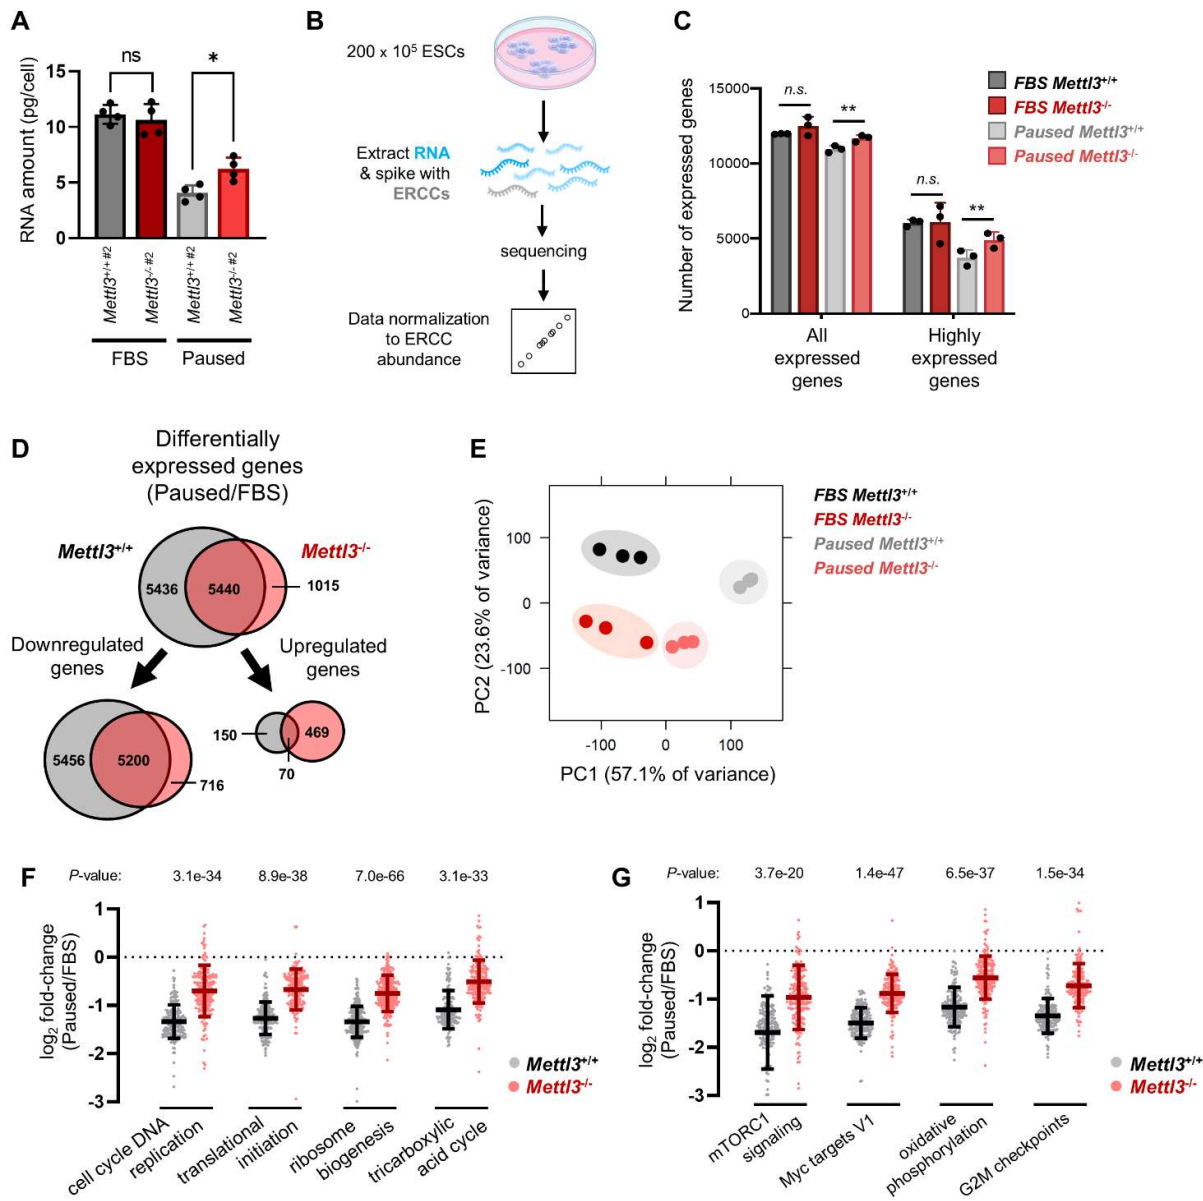 A
RNA amount (pg/cell)
15
10
5
0
ns
*
Mettl3+/+ #2
Mettl3-/- #2
Mettl3+/+ #2
Mettl3-/- #2
FBS
Paused
B
200 x 10⁵ ESCs
Extract RNA
& spike with
ERCCs
sequencing
Data normalization
to ERCC
abundance
C
Number of expressed genes
15000
10000
5000
0
n.s.
**
n.s.
**
All
expressed
genes
Highly
expressed
genes
FBS Mettl3+/+
FBS Mettl3-/-
Paused Mettl3+/+
Paused Mettl3-/-
D
Differentially
expressed genes
(Paused/FBS)
Mettl3+/+
Mettl3-/-
5436
5440
1015
Downregulated
genes
Upregulated
genes
5456
5200
716
150
70
469
E
PC2 (23.6% of variance)
100
0
-100
-100
0
100
PC1 (57.1% of variance)
FBS Mettl3+/+
FBS Mettl3-/-
Paused Mettl3+/+
Paused Mettl3-/-
F
P-value:
3.1e-34
8.9e-38
7.0e-66
3.1e-33
log₂ fold-change
(Paused/FBS)
1
0
-1
-2
-3
cell cycle DNA
replication
translational
initiation
ribosome
biogenesis
tricarboxylic
acid cycle
Mettl3+/+
Mettl3-/-
G
P-value:
3.7e-20
1.4e-47
6.5e-37
1.5e-34
log₂ fold-change
(Paused/FBS)
1
0
-1
-2
-3
mTORC1
signaling
Myc targets V1
oxidative
phosphorylation
G2M checkpoints
Mettl3+/+
Mettl3-/-